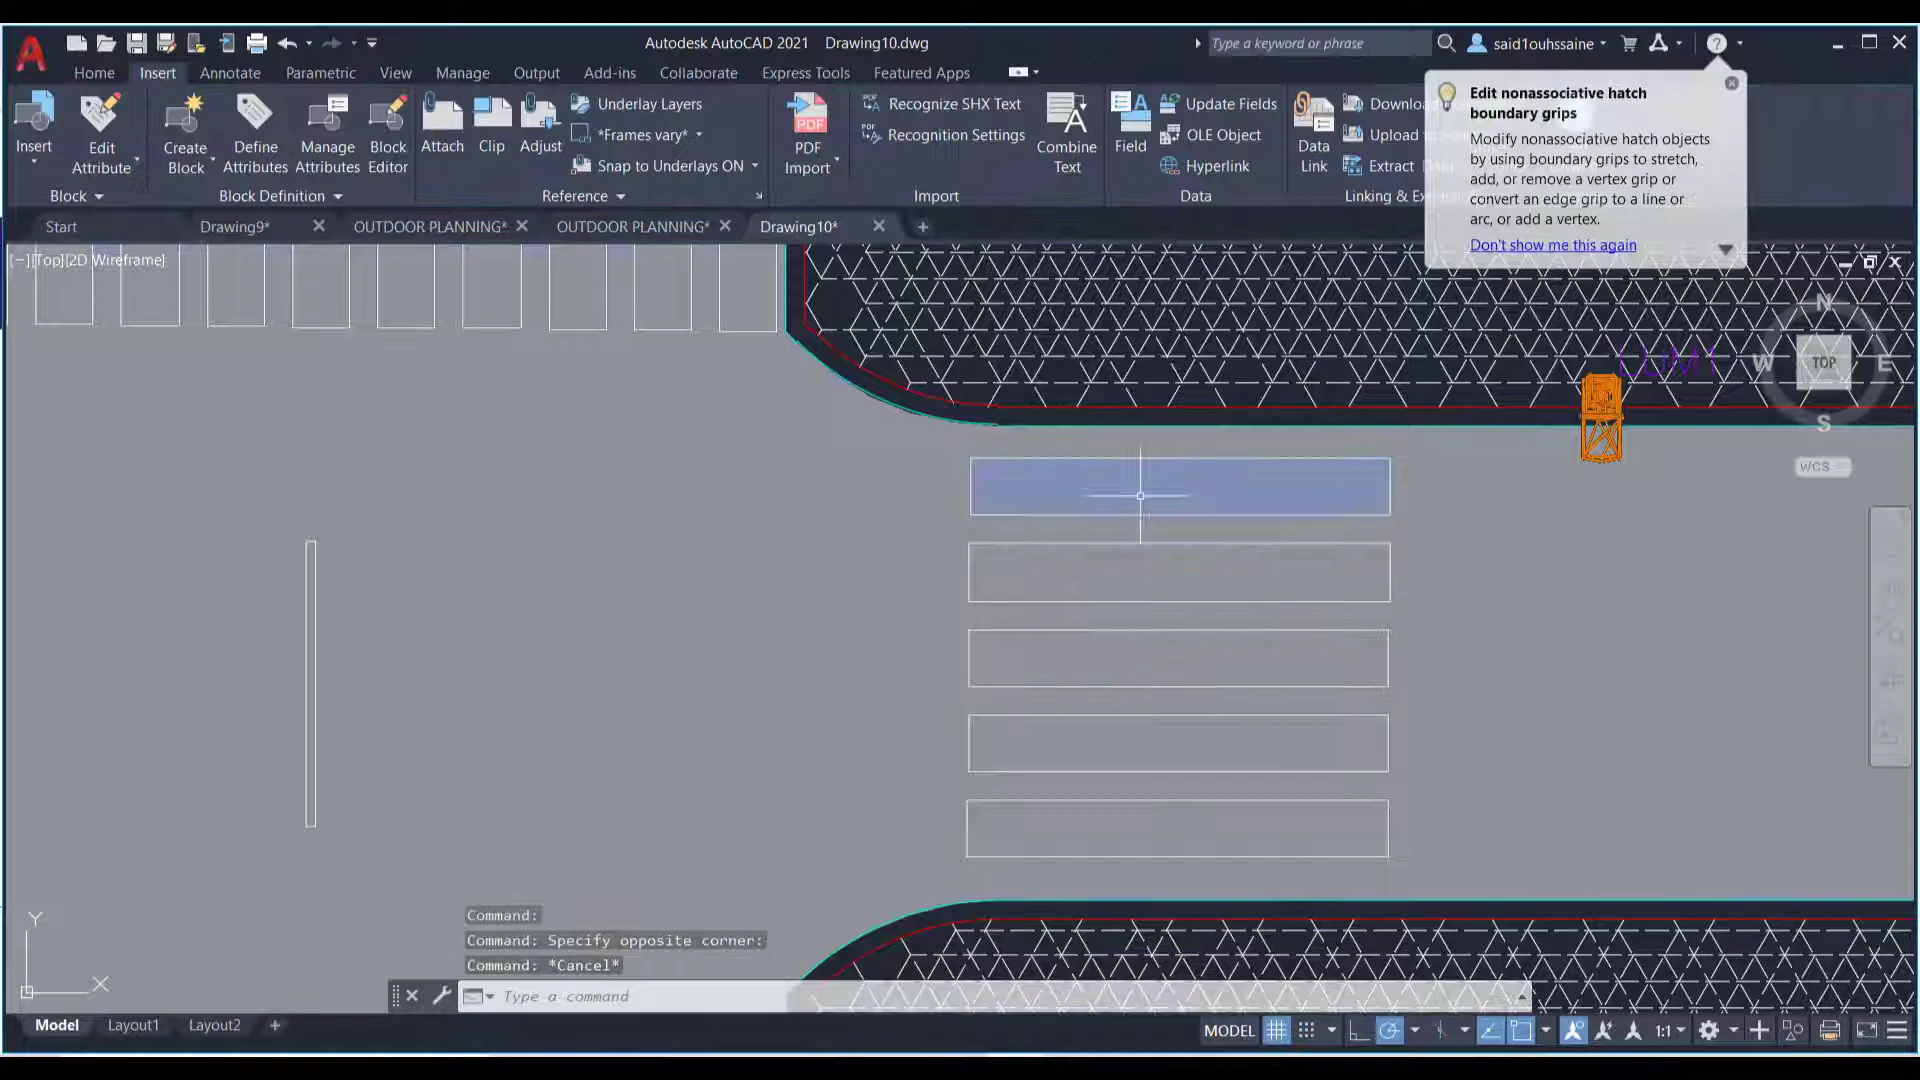 Autodesk AutoCAD 2021 Drawing10.dwg
Type a keyword or phrase
said1ouhssaine
Home Insert Annotate Parametric View Manage Output Add-ins Collaborate Express Tools Featured Apps
Insert
Edit
Attribute
Create
Block
Define
Attributes
Manage
Attributes
Block
Editor
Attach
Clip
Adjust
Underlay Layers
*Frames vary*
Snap to Underlays ON
PDF
Import
Recognize SHX Text
Recognition Settings
Combine
Text
Field
Update Fields
OLE Object
Hyperlink
Data
Link
Upload
Extract
Block
Block Definition
Reference
Import
Data
Edit nonassociative hatch
boundary grips
Modify nonassociative hatch objects
by using boundary grips to stretch,
add, or remove a vertex grip or
convert an edge grip to a line or
arc, or add a vertex.
Don't show me this again
Start Drawing9* OUTDOOR PLANNING* OUTDOOR PLANNING* Drawing10*
[−][Top][2D Wireframe]
N
W
TOP
E
S
WCS
LUM1
Y
X
Command:
Command: Specify opposite corner:
Command: *Cancel*
Type a command
Model Layout1 Layout2
MODEL
1:1